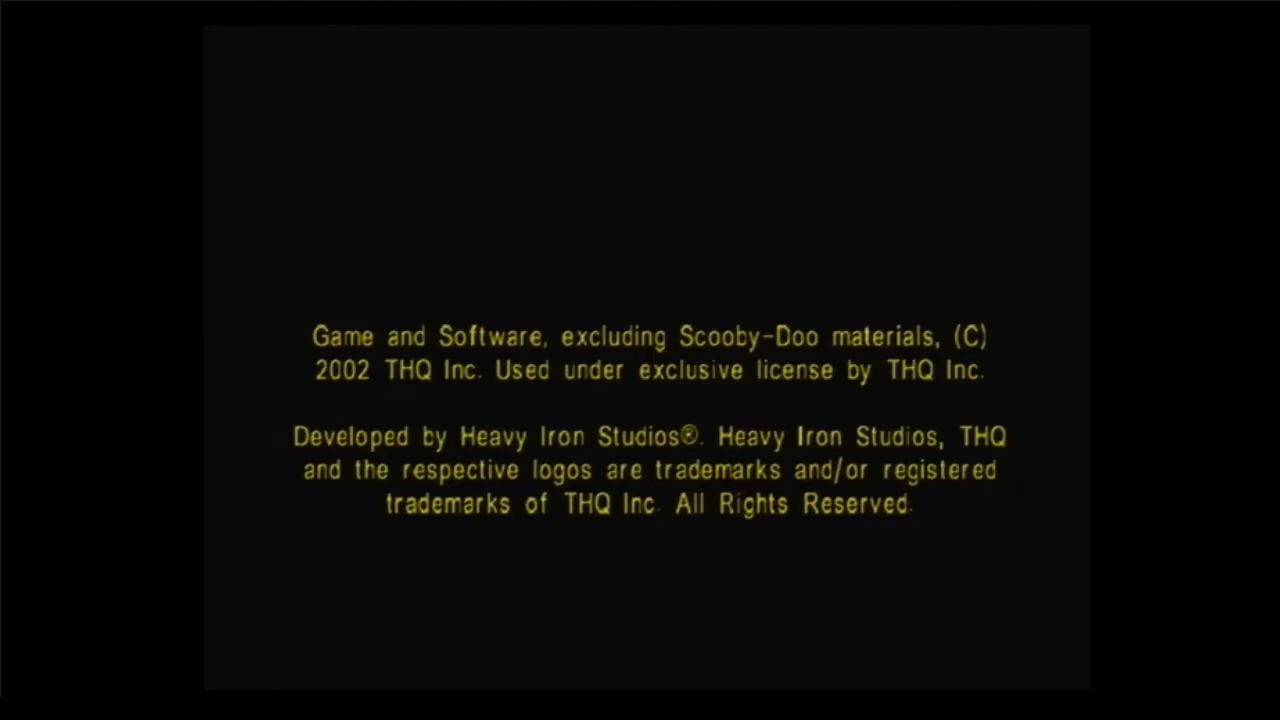 Game and Software, excluding Scooby-Doo materials, (C)
2002 THQ Inc. Used under exclusive license by THQ Inc.
Developed by Heavy Iron Studios®. Heavy Iron Studios, THQ
and the respective logos are trademarks and/or registered
trademarks of THQ Inc. All Rights Reserved.